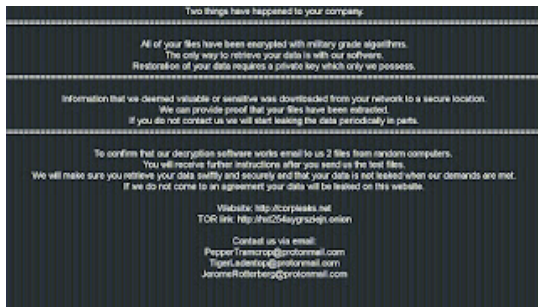 Two things have happened to your company.
All of your files have been encrypted with military grade algorithms.
The only way to retrieve your data is with our software.
Restoration of your data requires a private key which only we possess.
Information that we deemed valuable or sensitive was downloaded from your network to a secure location.
We can provide proof that your files have been extracted.
If you do not contact us we will start leaking the data periodically in parts.
To confirm that our decryption software works email to us 2 files from random computers.
You will receive further instructions after you send us the test files.
We will make sure you retrieve your data swiftly and securely and that your data is not leaked when our demands are met.
If we do not come to an agreement your data will be leaked on this website.
Website: http://corpleaks.net
TOR link:
Contact us via email:
PepperTramcrop@protonmail.com
TigerLadentop@protonmail.com
JeromeRotterberg@protonmail.com